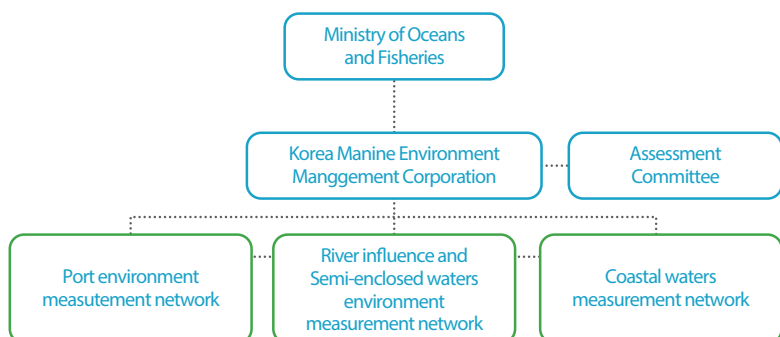 Ministry of Oceans
and Fisheries
Korea Manine Environment
Manggement Corporation
Assessment
Committee
Port environment
measutement network
River influence and
Semi-enclosed waters
environment
measurement network
Coastal waters
measurement network